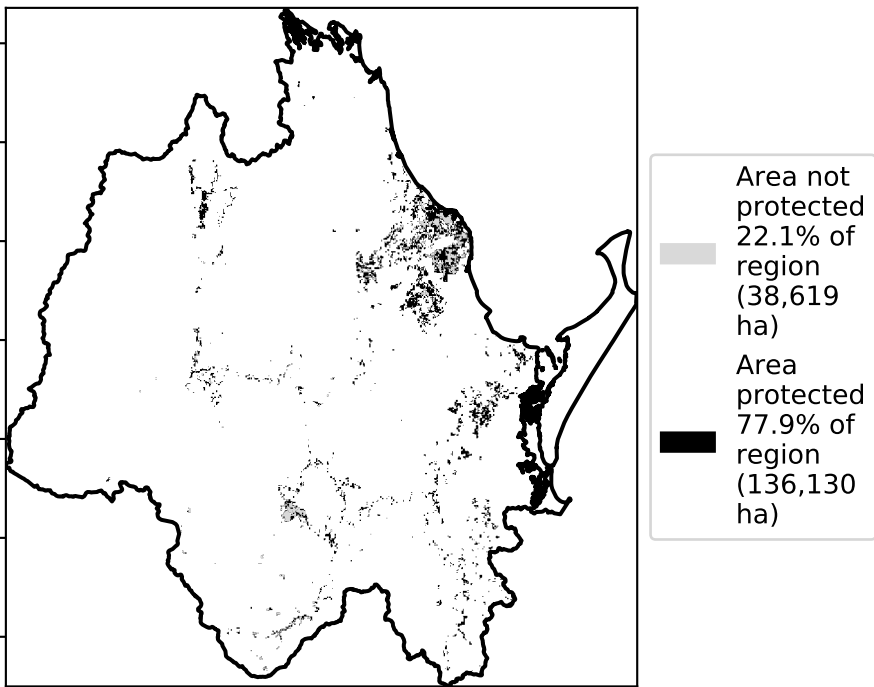 Area not
protected
22.1% of
region
(38,619
ha)
Area
protected
77.9% of
region
(136,130
ha)